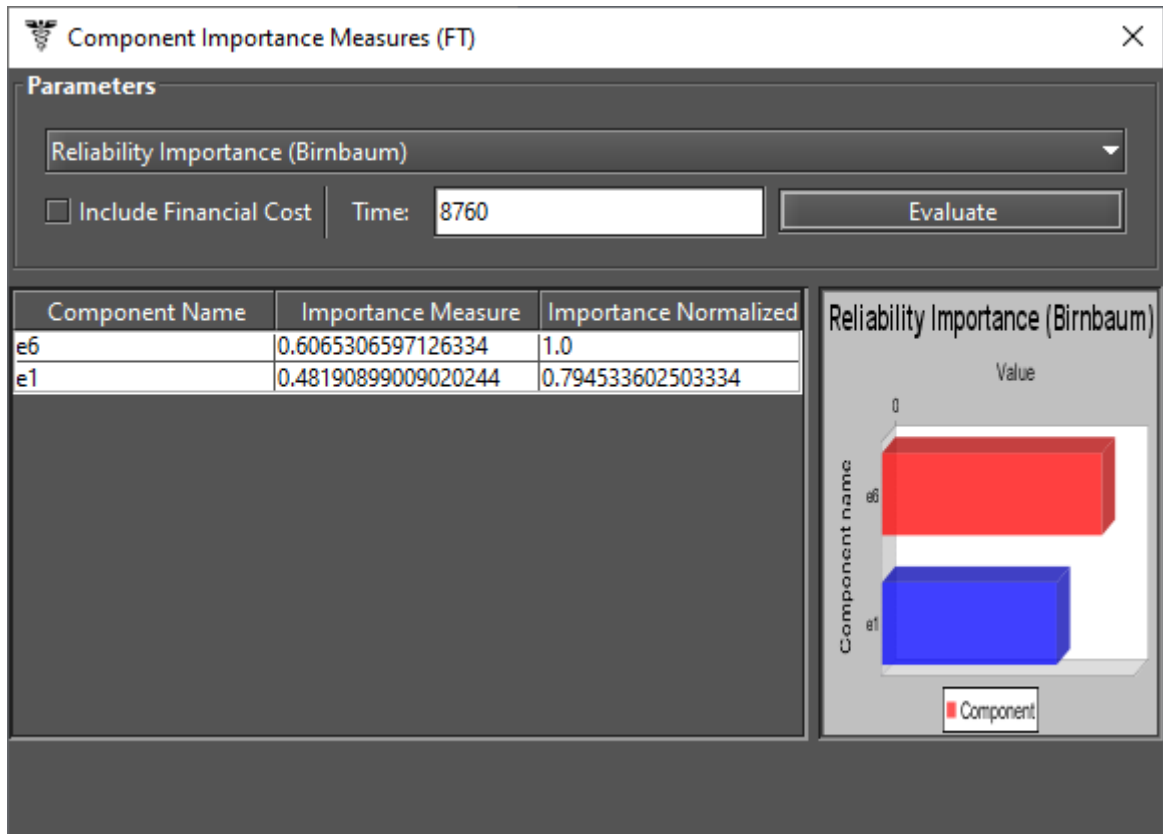 Component Importance Measures (FT)
Parameters
Reliability Importance (Birnbaum)
Include Financial Cost Time: 8760 Evaluate
Component Name Importance Measure Importance Normalized
e6 0.6065306597126334 1.0
e1 0.48190899009020244 0.794533602503334
Reliability Importance (Birnbaum)
Value
0
Component name
e6
e1
Component